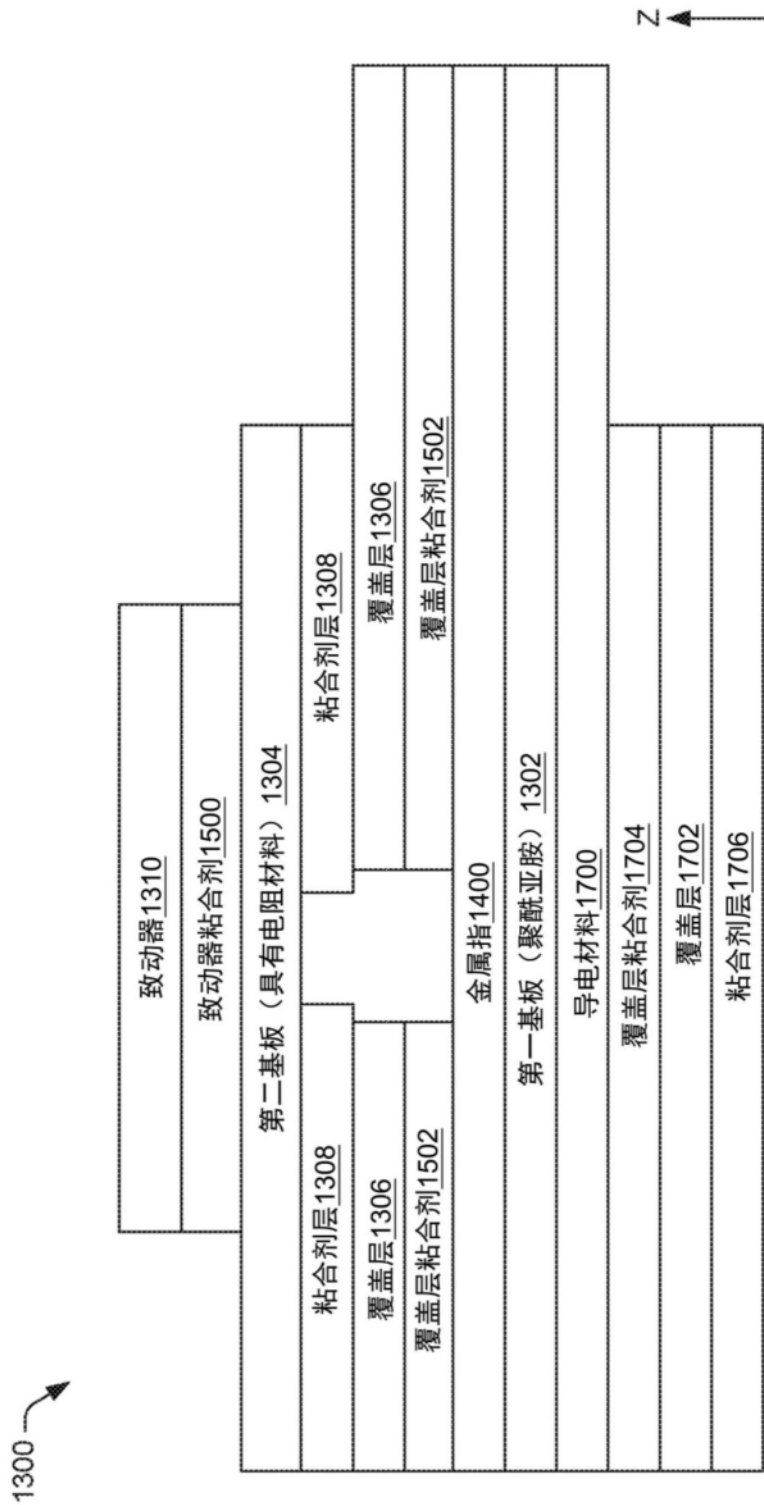 1300
Z
致动器1310
致动器粘合剂1500
第二基板（具有电阻材料）1304
粘合剂层1308
粘合剂层1308
覆盖层1306
覆盖层1306
覆盖层粘合剂1502
覆盖层粘合剂1502
金属指1400
第一基板（聚酰亚胺）1302
导电材料1700
覆盖层粘合剂1704
覆盖层1702
粘合剂层1706